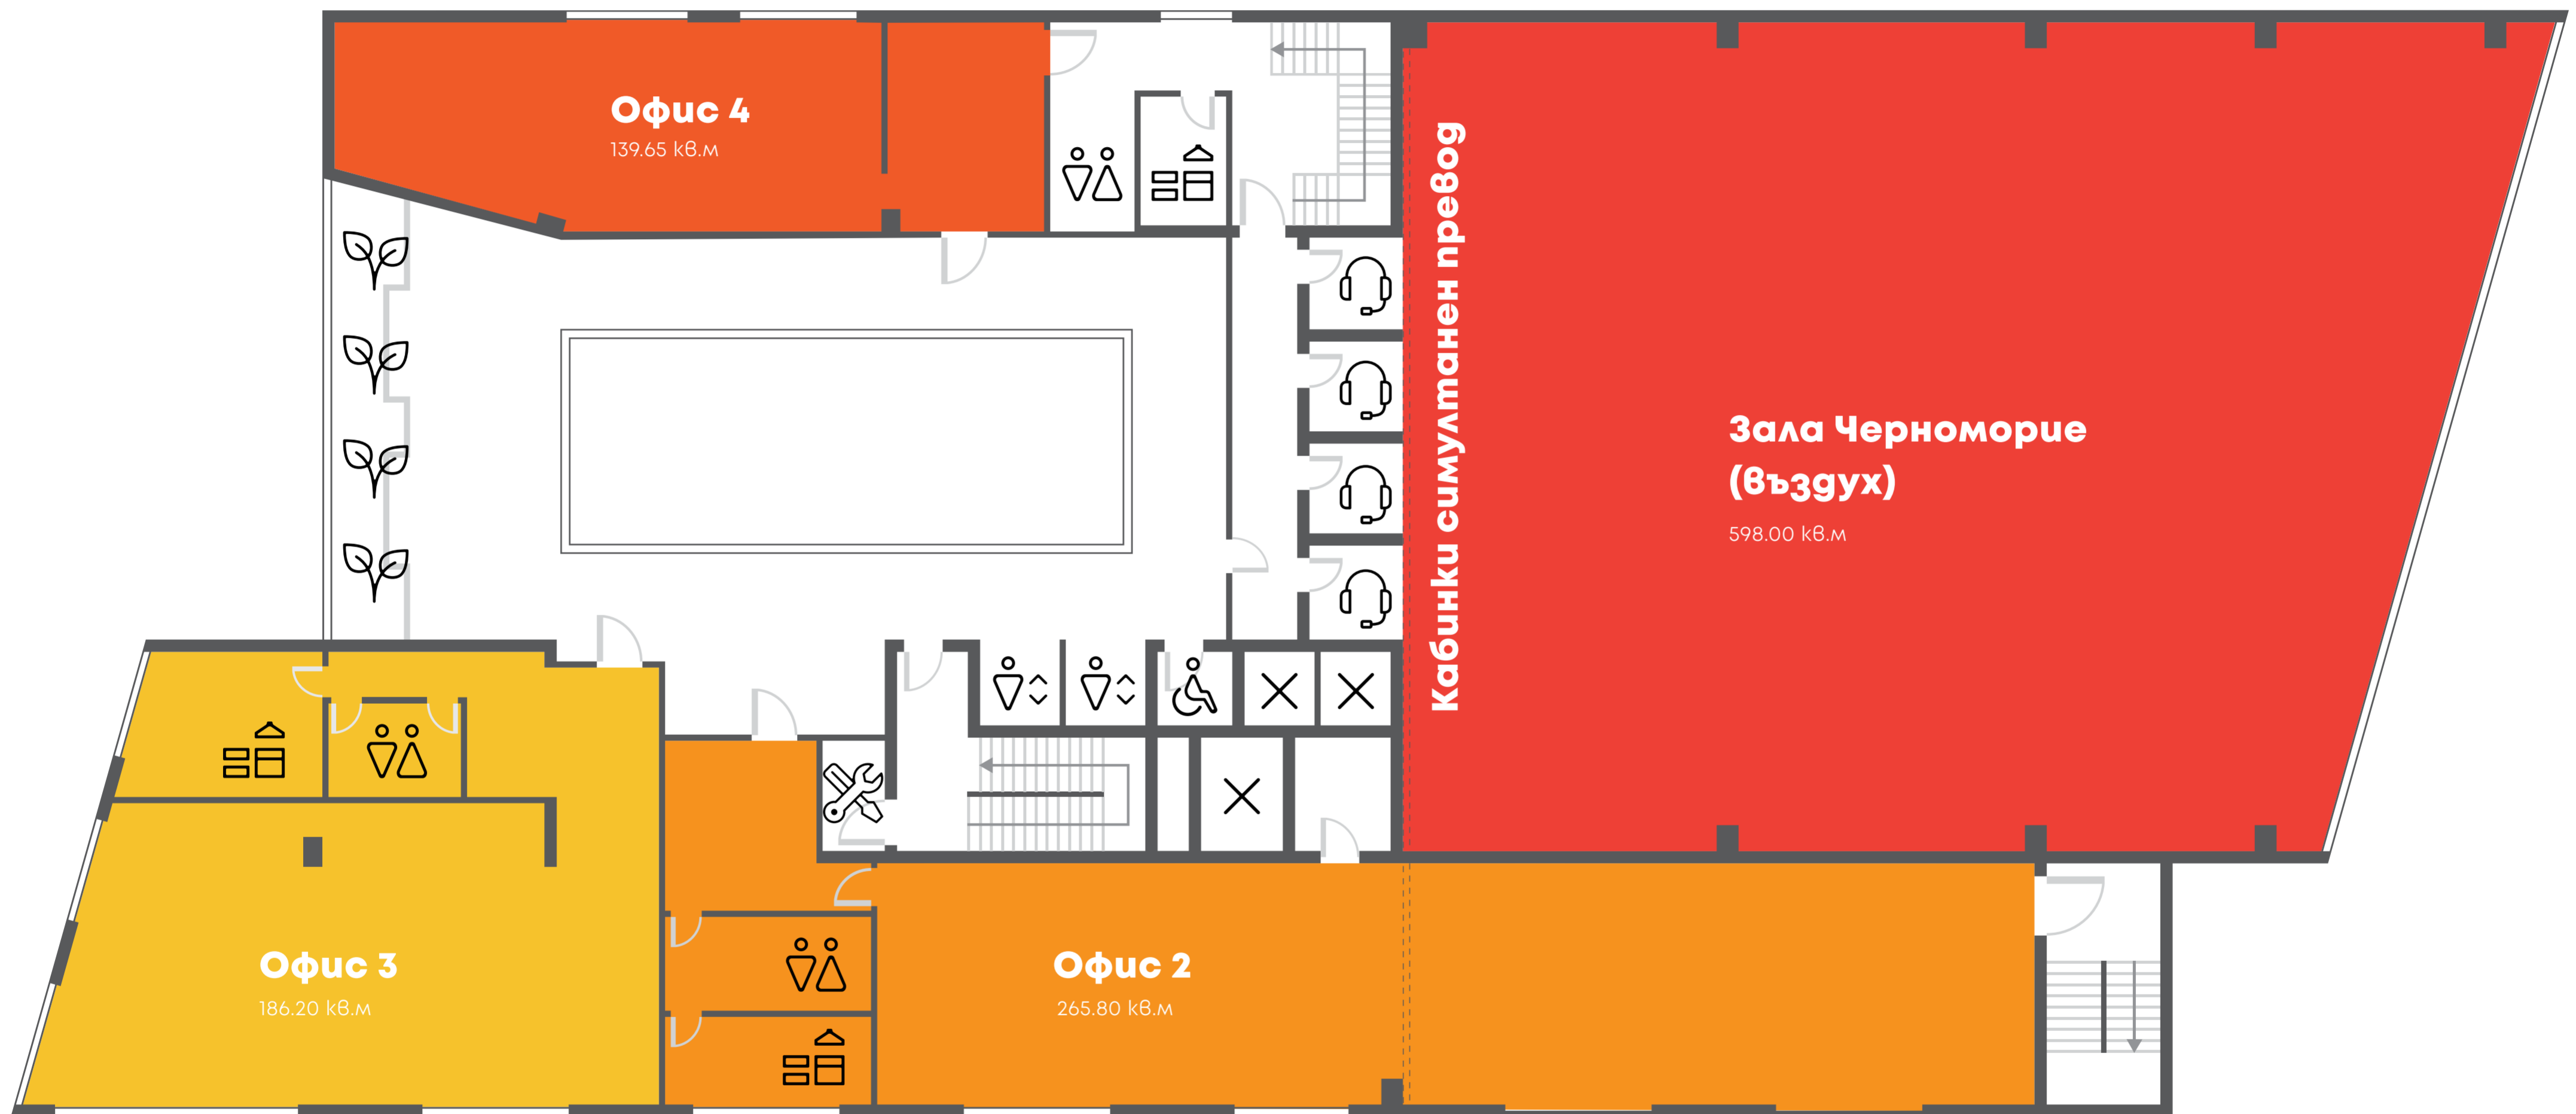 Офис 4
139.65 кв.м
Кабинки симултанен превод
Зала Черноморие
(въздух)
598.00 кв.м
Офис 3
186.20 кв.м
Офис 2
265.80 кв.м